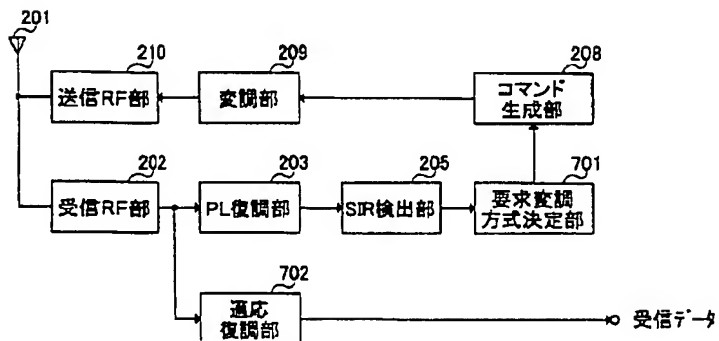 201
210
送信RF部
209
変調部
208
コマンド
生成部
202
受信RF部
203
PL復調部
205
SIR検出部
701
要求変調
方式決定部
702
適応
復調部
受信データ